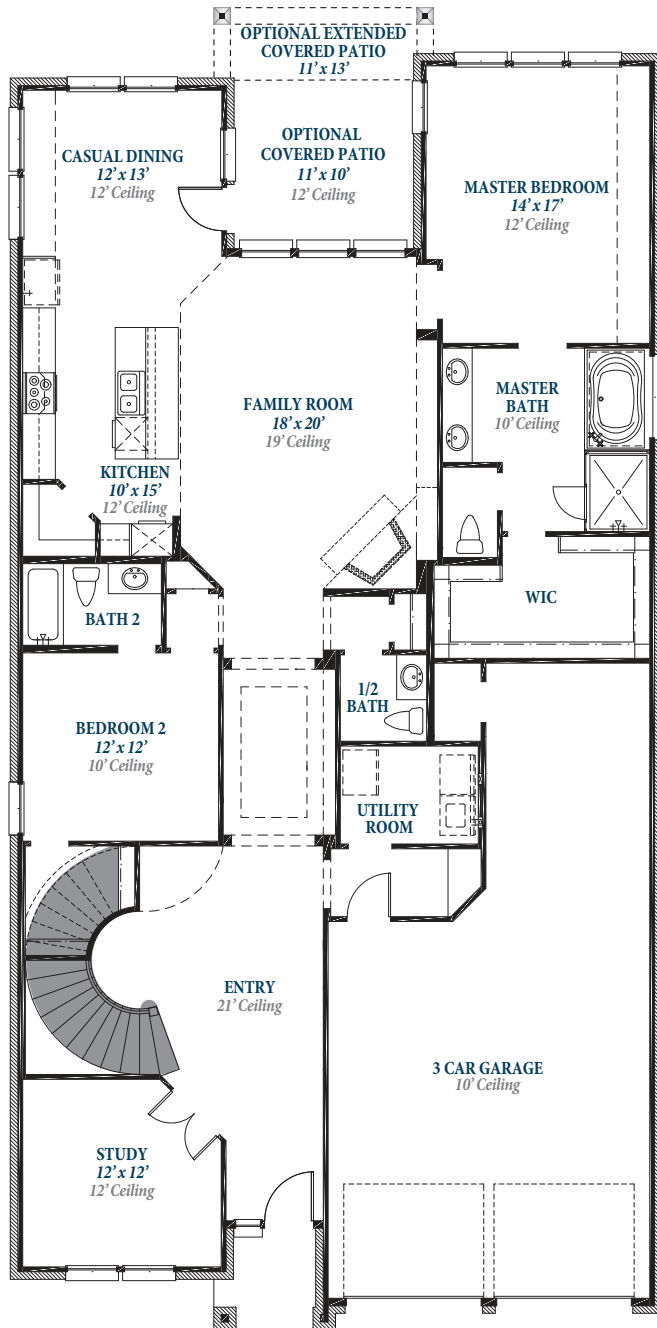 OPTIONAL EXTENDED
COVERED PATIO
11’ x 13’
OPTIONAL
COVERED PATIO
11’ x 10’
12’ Ceiling
CASUAL DINING
12’ x 13’
12’ Ceiling
MASTER BEDROOM
14’ x 17’
12’ Ceiling
FAMILY ROOM
18’ x 20’
19’ Ceiling
MASTER
BATH
10’ Ceiling
KITCHEN
10’ x 15’
12’ Ceiling
WIC
BATH 2
1/2
BATH
BEDROOM 2
12’ x 12’
10’ Ceiling
UTILITY
ROOM
ENTRY
21’ Ceiling
3 CAR GARAGE
10’ Ceiling
STUDY
12’ x 12’
12’ Ceiling